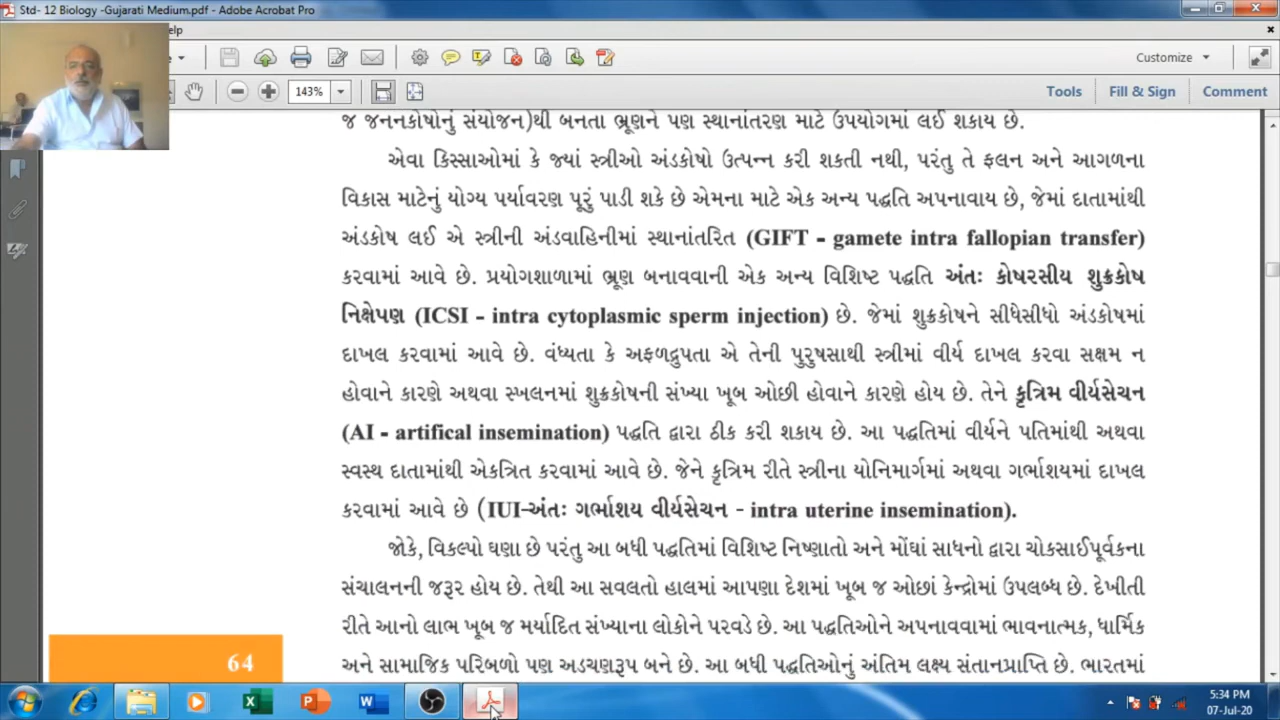 Std- 12 Biology -Gujarati Medium.pdf - Adobe Acrobat Pro
elp
Customize
143%
Tools Fill & Sign Comment
જ જનનકોષોનું સંયોજન)થી બનતા ભ્રૂણને પણ સ્થાનાંતરણ માટે ઉપયોગમાં લઈ શકાય છે.
એવા કિસ્સાઓમાં કે જ્યાં સ્ત્રીઓ અંડકોષો ઉત્પન્ન કરી શકતી નથી, પરંતુ તે ફલન અને આગળના
વિકાસ માટેનું યોગ્ય પર્યાવરણ પૂરું પાડી શકે છે એમના માટે એક અન્ય પદ્ધતિ અપનાવાય છે, જેમાં દાતામાંથી
અંડકોષ લઈ એ સ્ત્રીની અંડવાહિનીમાં સ્થાનાંતરિત (GIFT - gamete intra fallopian transfer)
કરવામાં આવે છે. પ્રયોગશાળામાં ભ્રૂણ બનાવવાની એક અન્ય વિશિષ્ટ પદ્ધતિ અંતઃ કોષરસીય શુક્રકોષ
નિક્ષેપણ (ICSI - intra cytoplasmic sperm injection) છે. જેમાં શુક્રકોષને સીધેસીધો અંડકોષમાં
દાખલ કરવામાં આવે છે. વંધ્યતા કે અફળદ્રુપતા એ તેની પુરુષસાથી સ્ત્રીમાં વીર્ય દાખલ કરવા સક્ષમ ન
હોવાને કારણે અથવા સ્ખલનમાં શુક્રકોષની સંખ્યા ખૂબ ઓછી હોવાને કારણે હોય છે. તેને કૃત્રિમ વીર્યસેચન
(AI - artifical insemination) પદ્ધતિ દ્વારા ઠીક કરી શકાય છે. આ પદ્ધતિમાં વીર્યને પતિમાંથી અથવા
સ્વસ્થ દાતામાંથી એકત્રિત કરવામાં આવે છે. જેને કૃત્રિમ રીતે સ્ત્રીના યોનિમાર્ગમાં અથવા ગર્ભાશયમાં દાખલ
કરવામાં આવે છે (IUI-અંતઃ ગર્ભાશય વીર્યસેચન - intra uterine insemination).
જોકે, વિકલ્પો ઘણા છે પરંતુ આ બધી પદ્ધતિમાં વિશિષ્ટ નિષ્ણાતો અને મોંઘાં સાધનો દ્વારા ચોકસાઈપૂર્વકના
સંચાલનની જરૂર હોય છે. તેથી આ સવલતો હાલમાં આપણા દેશમાં ખૂબ જ ઓછાં કેન્દ્રોમાં ઉપલબ્ધ છે. દેખીતી
રીતે આનો લાભ ખૂબ જ મર્યાદિત સંખ્યાના લોકોને પરવડે છે. આ પદ્ધતિઓને અપનાવવામાં ભાવનાત્મક, ધાર્મિક
અને સામાજિક પરિબળો પણ અડચણરૂપ બને છે. આ બધી પદ્ધતિઓનું અંતિમ લક્ષ્ય સંતાનપ્રાપ્તિ છે. ભારતમાં
64
5:34 PM
07-Jul-20